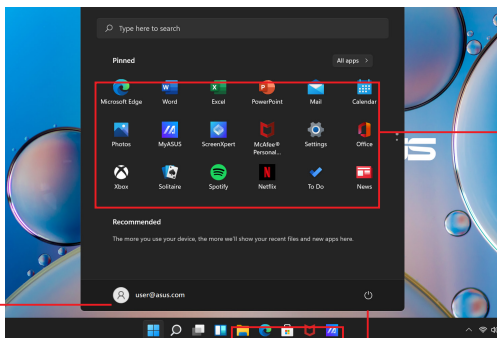 Type here to search
Pinned
All apps >
Microsoft Edge Word Excel PowerPoint Mail Calendar
Photos MyASUS ScreenXpert McAfee® Personal... Settings Office
Xbox Solitaire Spotify Netflix To Do News
Recommended
The more you use your device, the more we'll show your recent files and new apps here.
user@asus.com